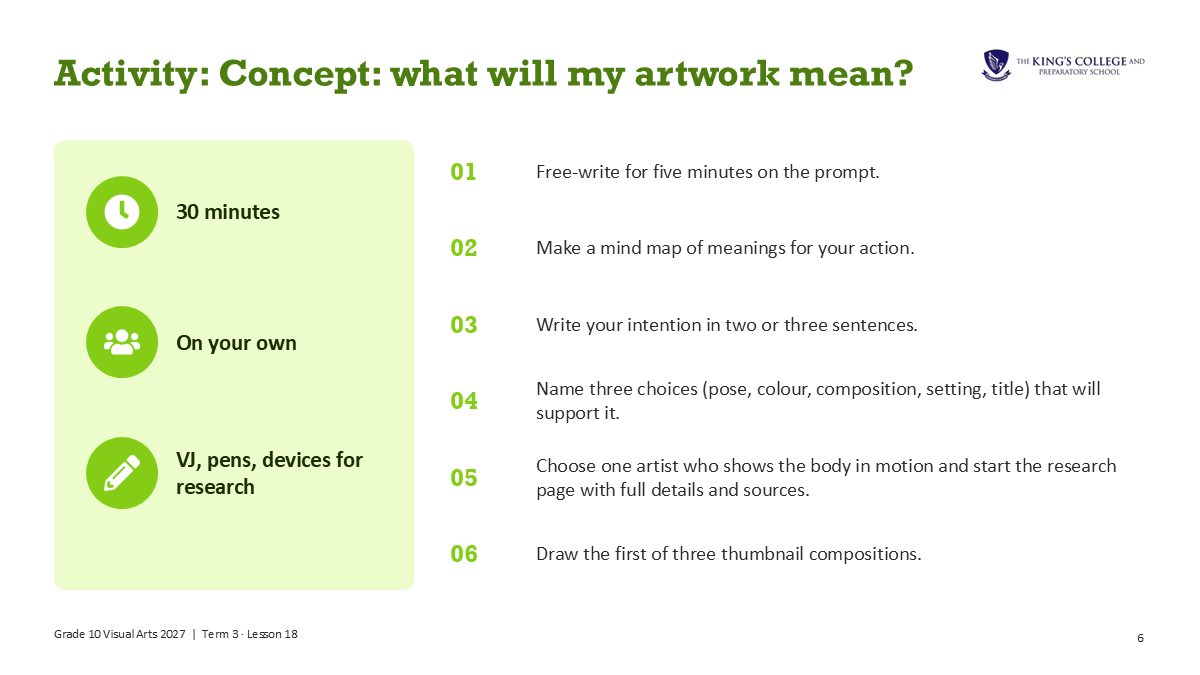 Activity: Concept: what will my artwork mean?
THE KING'S COLLEGE AND
PREPARATORY SCHOOL
30 minutes
On your own
VJ, pens, devices for
research
01
Free-write for five minutes on the prompt.
02
Make a mind map of meanings for your action.
03
Write your intention in two or three sentences.
04
Name three choices (pose, colour, composition, setting, title) that will
support it.
05
Choose one artist who shows the body in motion and start the research
page with full details and sources.
06
Draw the first of three thumbnail compositions.
Grade 10 Visual Arts 2027 | Term 3 · Lesson 18
6